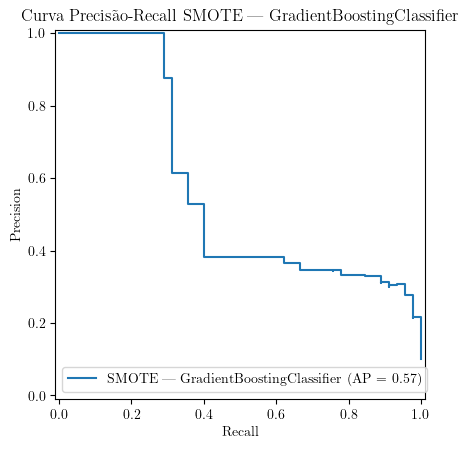 Curva Precisão-Recall SMOTE — GradientBoostingClassifier
1.0
0.8
0.6
0.4
0.2
0.0
Precision
SMOTE — GradientBoostingClassifier (AP = 0.57)
0.0 0.2 0.4 0.6 0.8 1.0
Recall